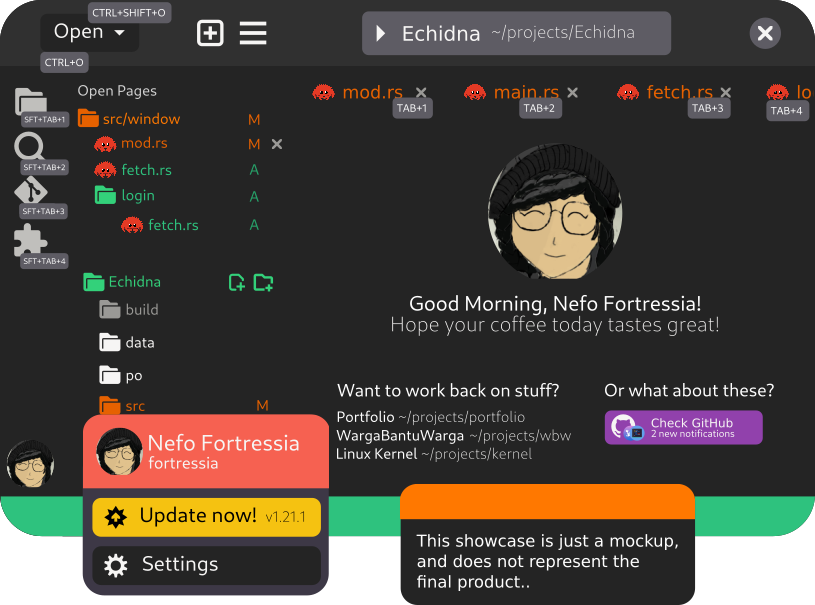 CTRL+SHIFT+O
Open
CTRL+O
Echidna ~/projects/Echidna
Open Pages
SFT+TAB+1
SFT+TAB+2
SFT+TAB+3
SFT+TAB+4
src/window M
mod.rs M
fetch.rs A
login A
fetch.rs A
Echidna
build
data
po
src M
mod.rs
TAB+1
main.rs
TAB+2
fetch.rs
TAB+3
lo
TAB+4
Good Morning, Nefo Fortressia!
Hope your coffee today tastes great!
Want to work back on stuff?
Portfolio ~/projects/portfolio
WargaBantuWarga ~/projects/wbw
Linux Kernel ~/projects/kernel
Or what about these?
Check GitHub
2 new notifications
Nefo Fortressia
fortressia
Update now! v1.21.1
Settings
This showcase is just a mockup,
and does not represent the
final product..